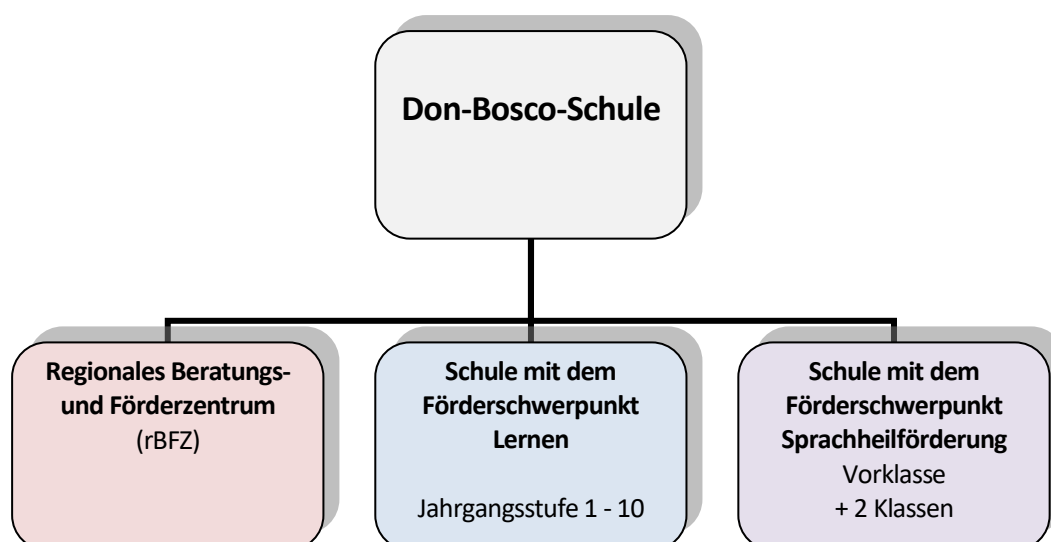 Don-Bosco-Schule
Regionales Beratungs-
und Förderzentrum
(rBFZ)
Schule mit dem
Förderschwerpunkt
Lernen
Jahrgangsstufe 1 - 10
Schule mit dem
Förderschwerpunkt
Sprachheilförderung
Vorklasse
+ 2 Klassen